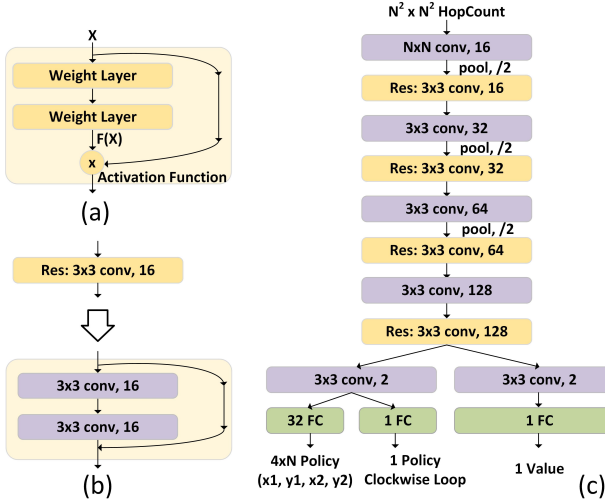 X
Weight Layer
Weight Layer
F(X)
x
Activation Function
(a)
Res: 3x3 conv, 16
3x3 conv, 16
3x3 conv, 16
(b)
N² x N² HopCount
NxN conv, 16
pool, /2
Res: 3x3 conv, 16
3x3 conv, 32
pool, /2
Res: 3x3 conv, 32
3x3 conv, 64
pool, /2
Res: 3x3 conv, 64
3x3 conv, 128
Res: 3x3 conv, 128
3x3 conv, 2
3x3 conv, 2
32 FC
1 FC
1 FC
4xN Policy
(x1, y1, x2, y2)
1 Policy
Clockwise Loop
1 Value
(c)